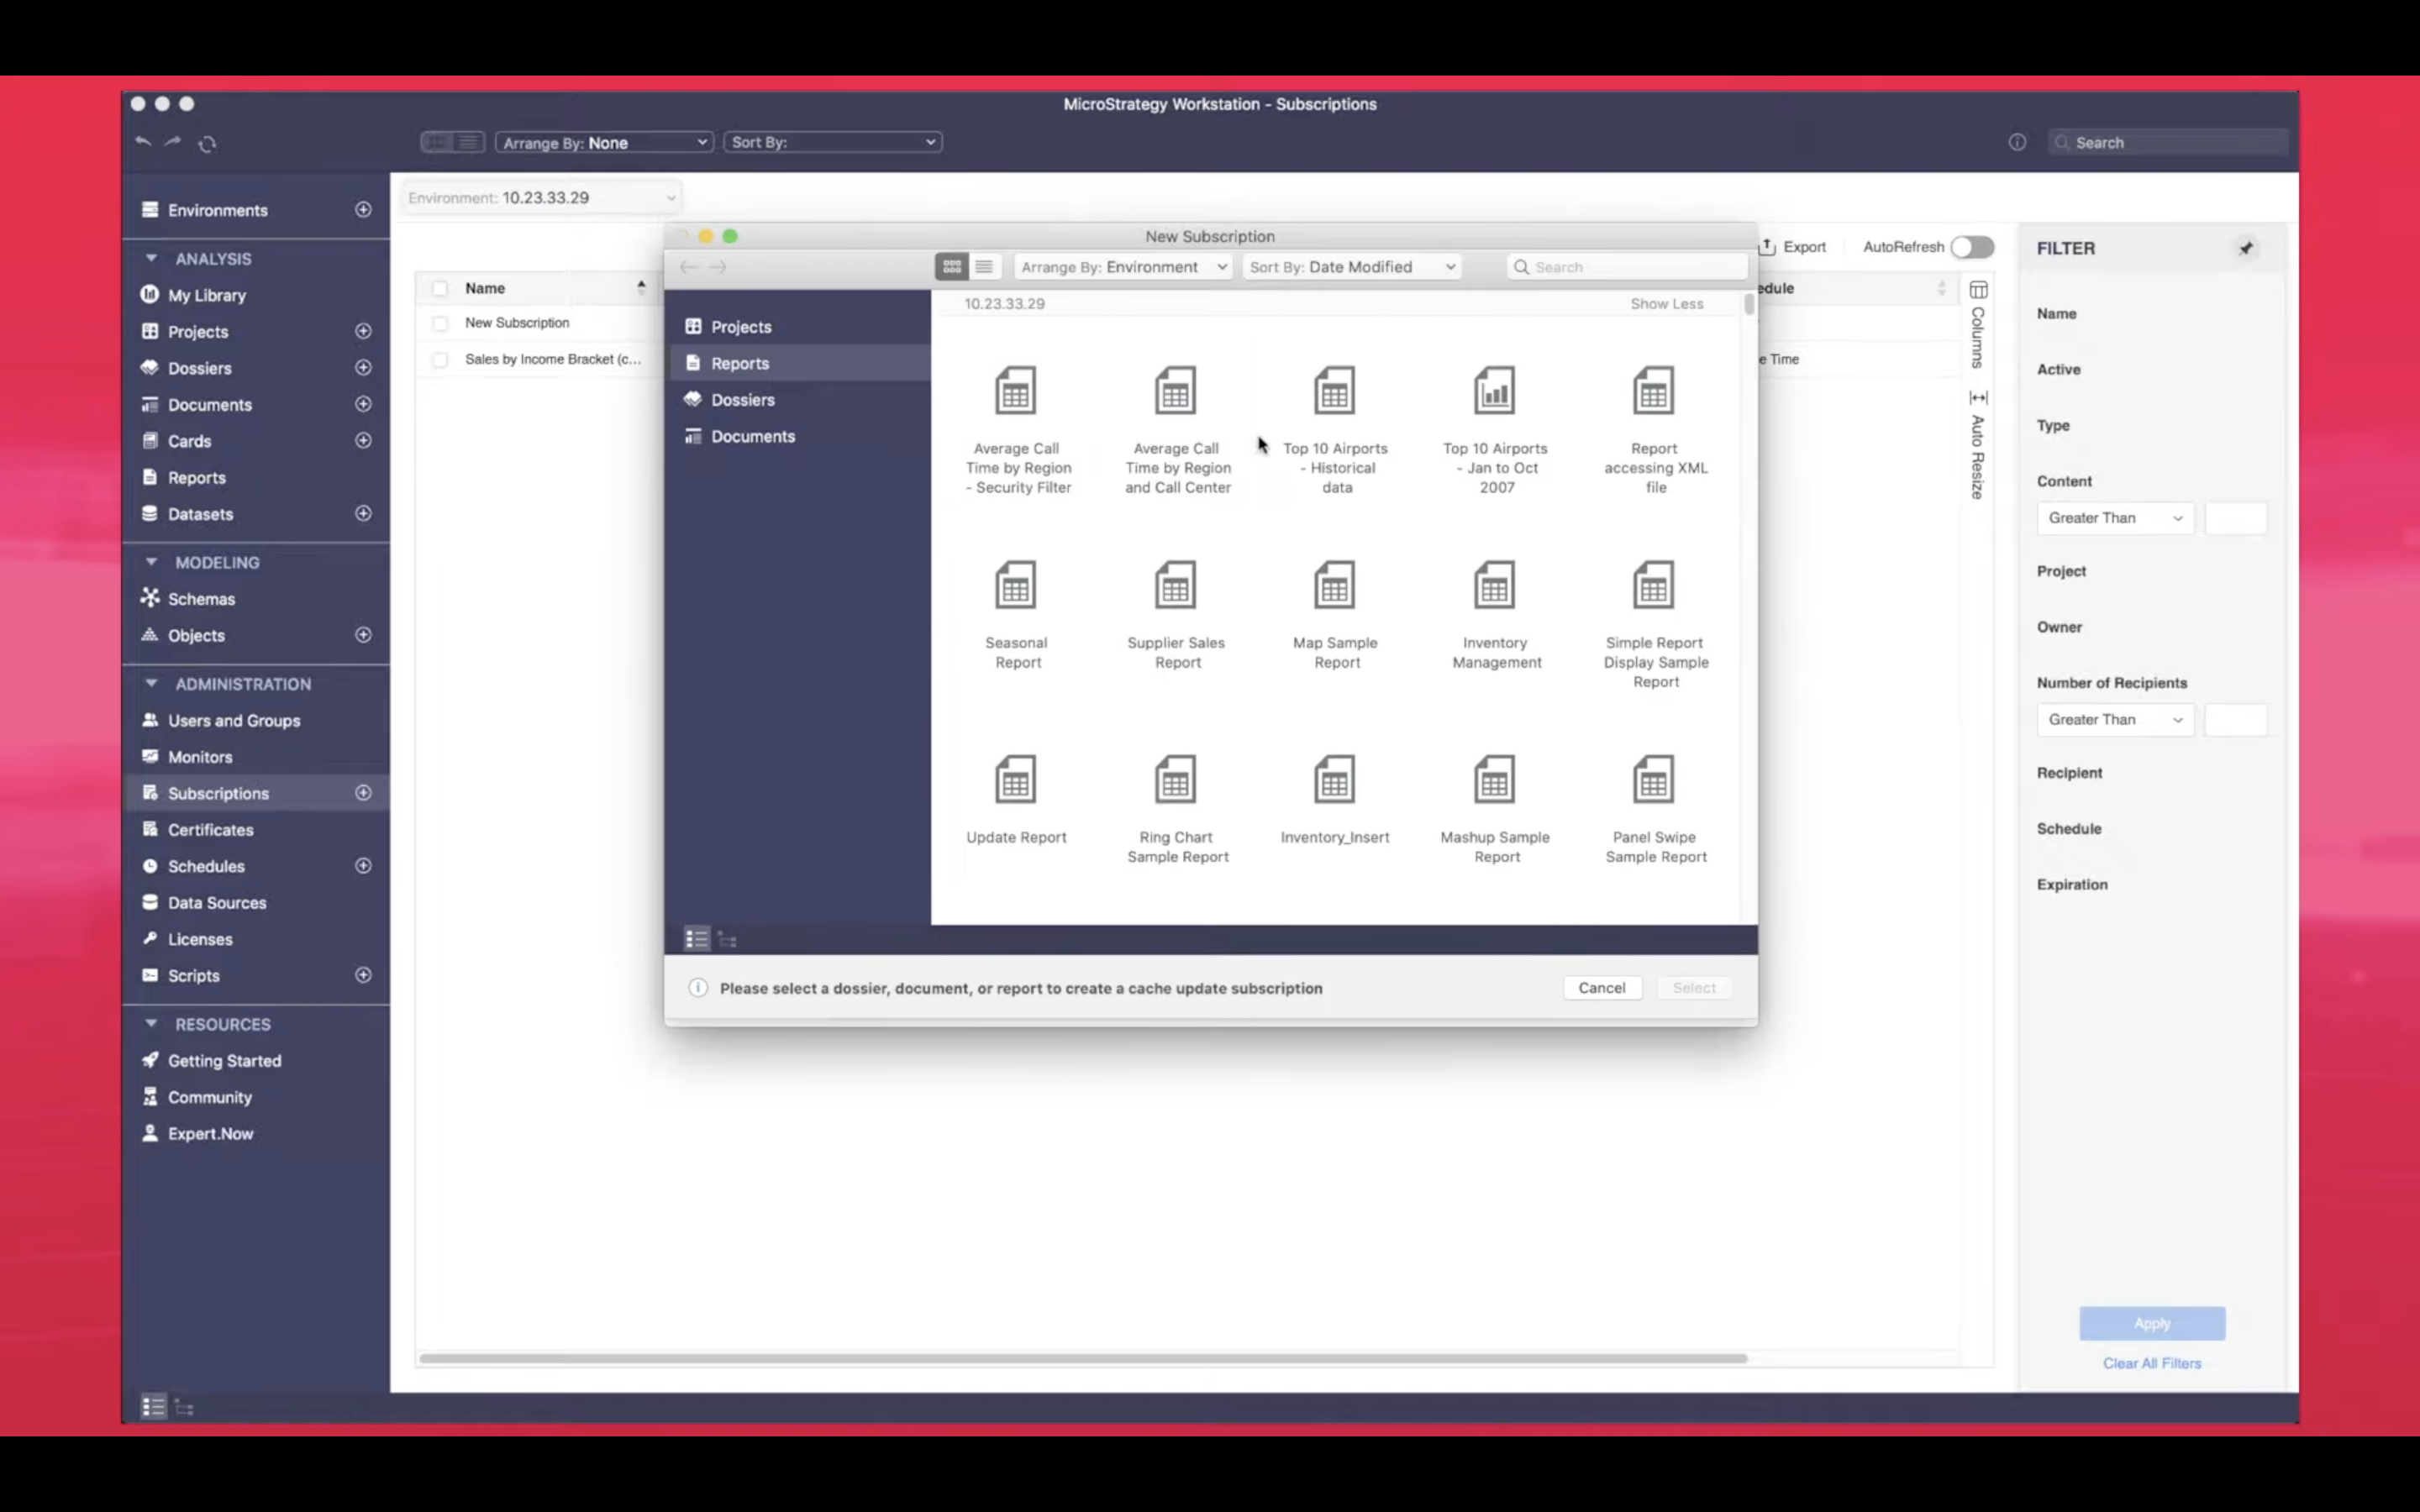 MicroStrategy Workstation - Subscriptions
Arrange By: None
Sort By:
Search
Environments
ANALYSIS
My Library
Projects
Dossiers
Documents
Cards
Reports
Datasets
MODELING
Schemas
Objects
ADMINISTRATION
Users and Groups
Monitors
Subscriptions
Certificates
Schedules
Data Sources
Licenses
Scripts
RESOURCES
Getting Started
Community
Expert.Now
Environment: 10.23.33.29
Name
New Subscription
Sales by Income Bracket (c...
New Subscription
Arrange By: Environment
Sort By: Date Modified
Search
Projects
Reports
Dossiers
Documents
10.23.33.29
Show Less
Average Call
Time by Region
- Security Filter
Average Call
Time by Region
and Call Center
Top 10 Airports
- Historical
data
Top 10 Airports
- Jan to Oct
2007
Report
accessing XML
file
Seasonal
Report
Supplier Sales
Report
Map Sample
Report
Inventory
Management
Simple Report
Display Sample
Report
Update Report
Ring Chart
Sample Report
Inventory_Insert
Mashup Sample
Report
Panel Swipe
Sample Report
Please select a dossier, document, or report to create a cache update subscription
Cancel
Select
Export
AutoRefresh
edule
e Time
Columns
Auto Resize
FILTER
Name
Active
Type
Content
Greater Than
Project
Owner
Number of Recipients
Greater Than
Recipient
Schedule
Expiration
Apply
Clear All Filters